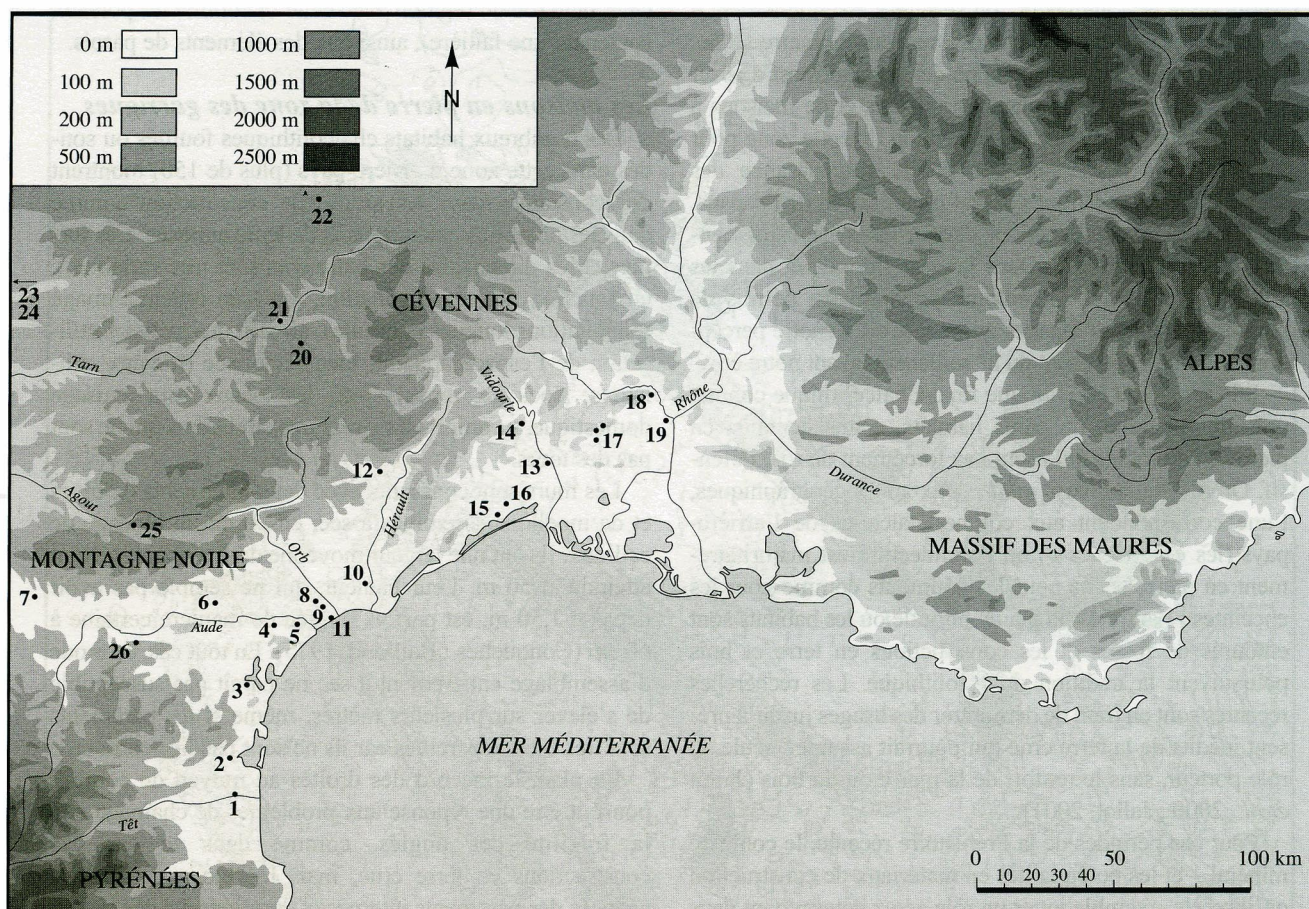 0 m
1000 m
100 m
1500 m
200 m
2000 m
500 m
2500 m
N
22
23
24
21
CÉVENNES
20
Tarn
ALPES
Vidourle
18
Rhône
14
17
19
12
13
Hérault
Durance
Agout
16
15
25
Orb
MONTAGNE NOIRE
MASSIF DES MAURES
10
7
6
8
9
Aude
4
5
11
26
3
MER MÉDITERRANÉE
2
1
Têt
PYRÉNÉES
0 50 100 km
10 20 30 40